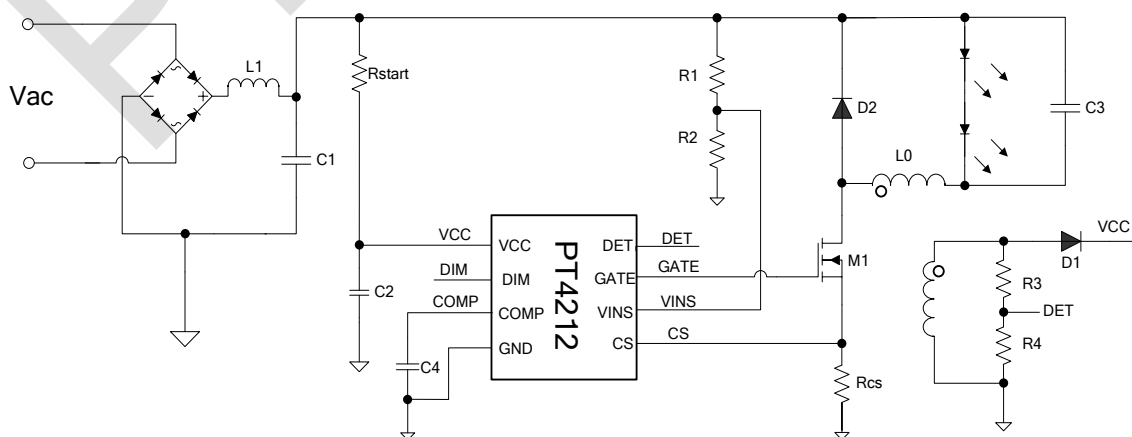 L1
Vac
~
-
+
~
C1
Rstart
R1
R2
D2
C3
L0
VCC
VCC
DET
DET
DIM
DIM
GATE
GATE
M1
COMP
COMP
VINS
VINS
GND
CS
CS
PT4212
C2
C4
Rcs
VCC
D1
R3
DET
R4